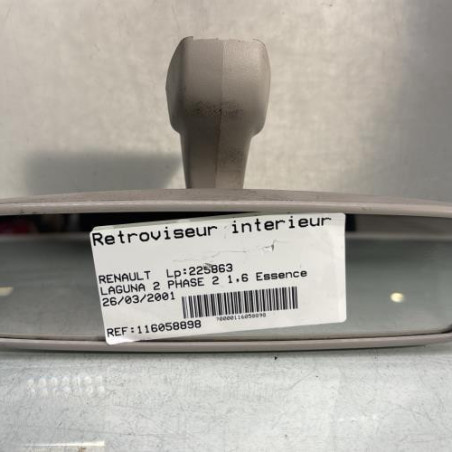 Retroviseur interieur
RENAULT Lp:225863
LAGUNA 2 PHASE 2 1.6 Essence
26/03/2001
REF:116058898